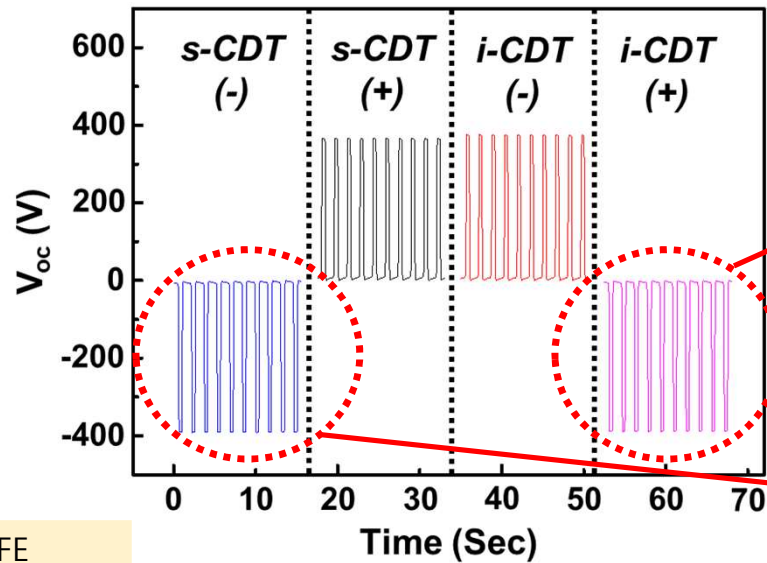 600
400
200
0
-200
-400
V_oc (V)
s-CDT
(-)
s-CDT
(+)
i-CDT
(-)
i-CDT
(+)
0 10 20 30 40 50 60 70
Time (Sec)
FE